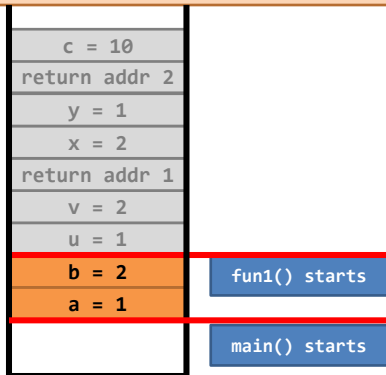 c = 10
return addr 2
y = 1
x = 2
return addr 1
v = 2
u = 1
b = 2
fun1() starts
a = 1
main() starts